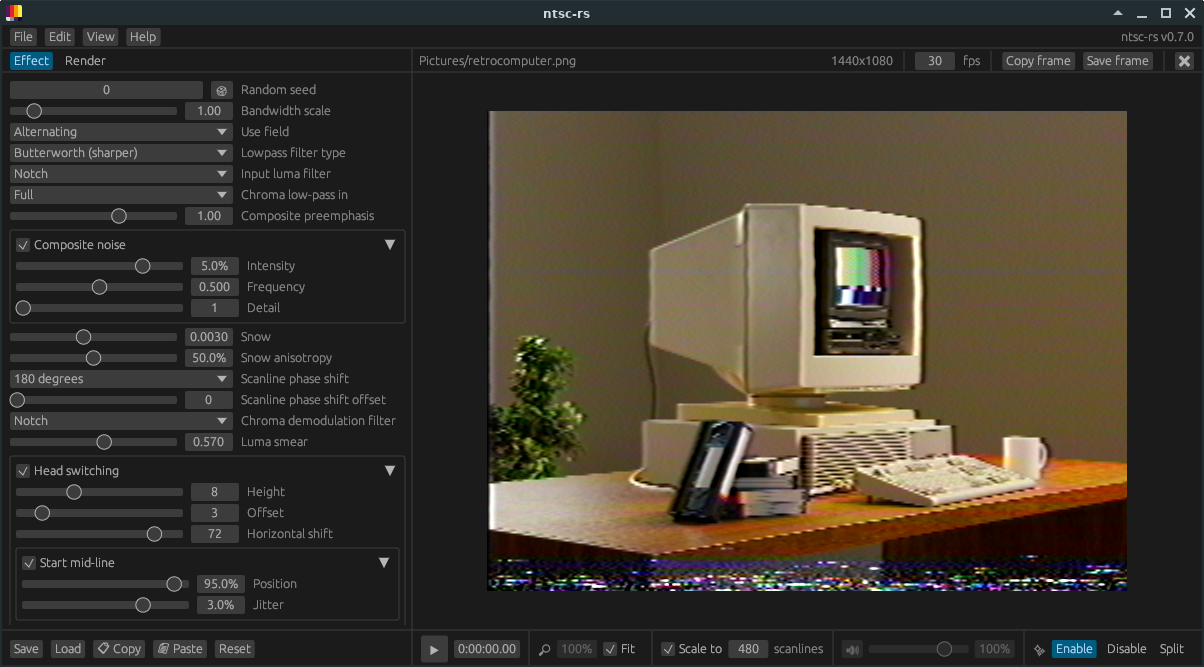 ntsc-rs
File Edit View Help ntsc-rs v0.7.0
Effect Render Pictures/retrocomputer.png 1440x1080 30 fps Copy frame Save frame
0 Random seed
1.00 Bandwidth scale
Alternating Use field
Butterworth (sharper) Lowpass filter type
Notch Input luma filter
Full Chroma low-pass in
1.00 Composite preemphasis
Composite noise
5.0% Intensity
0.500 Frequency
1 Detail
0.0030 Snow
50.0% Snow anisotropy
180 degrees Scanline phase shift
0 Scanline phase shift offset
Notch Chroma demodulation filter
0.570 Luma smear
Head switching
8 Height
3 Offset
72 Horizontal shift
Start mid-line
95.0% Position
3.0% Jitter
Save Load Copy Paste Reset 0:00:00.00 100% Fit Scale to 480 scanlines 100% Enable Disable Split